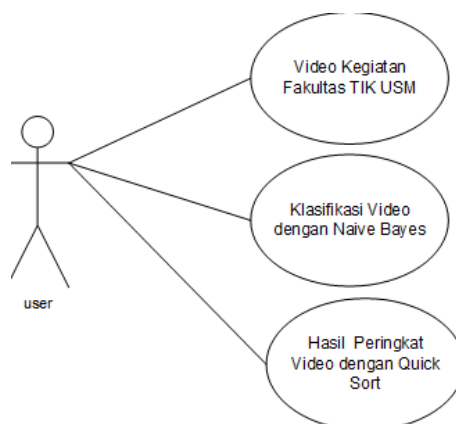 Video Kegiatan
Fakultas TIK USM
Klasifikasi Video
dengan Naive Bayes
user
Hasil Peringkat
Video dengan Quick
Sort